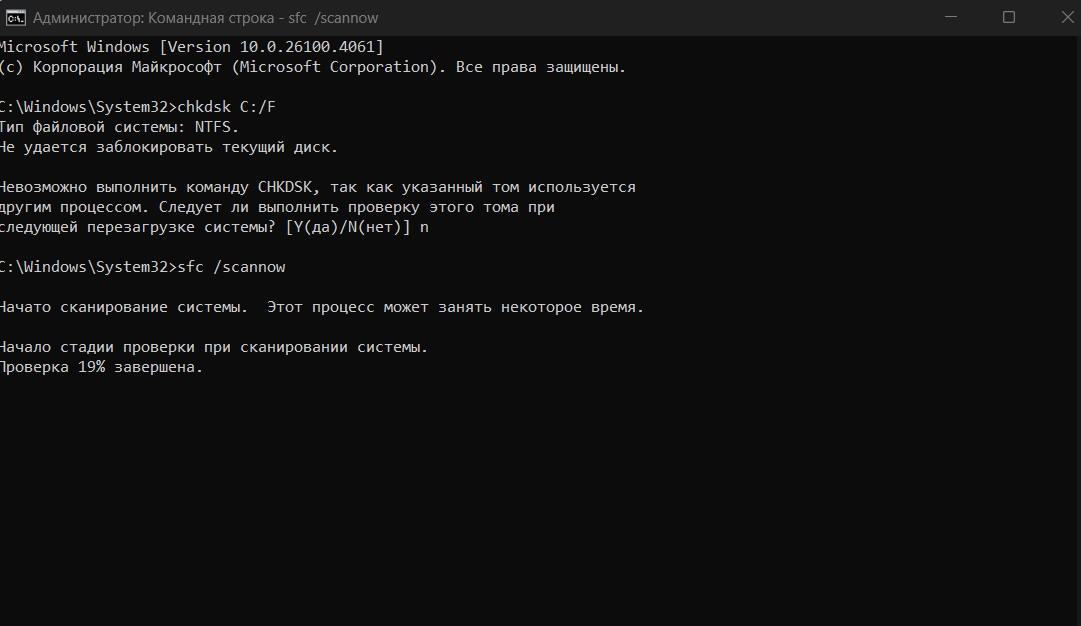 Администратор: Командная строка - sfc /scannow
Microsoft Windows [Version 10.0.26100.4061]
(c) Корпорация Майкрософт (Microsoft Corporation). Все права защищены.
C:\Windows\System32>chkdsk C:/F
Тип файловой системы: NTFS.
Не удается заблокировать текущий диск.
Невозможно выполнить команду CHKDSK, так как указанный том используется
другим процессом. Следует ли выполнить проверку этого тома при
следующей перезагрузке системы? [Y(да)/N(нет)] n
C:\Windows\System32>sfc /scannow
Начато сканирование системы.  Этот процесс может занять некоторое время.
Начало стадии проверки при сканировании системы.
Проверка 19% завершена.